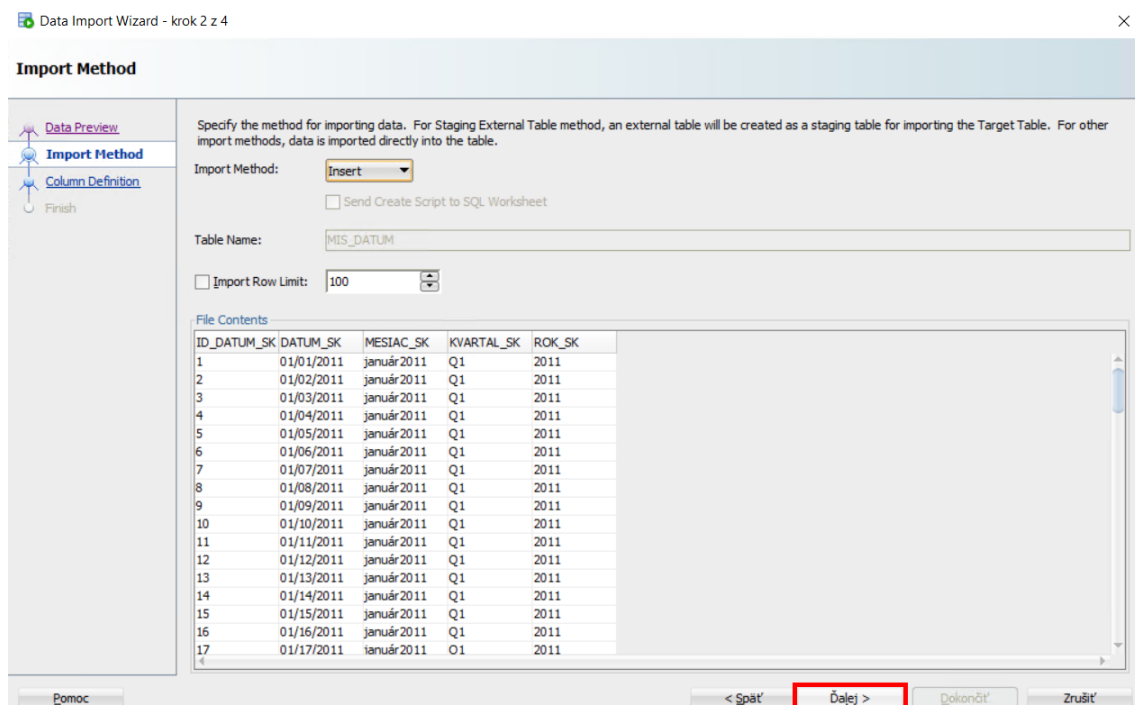 Data Import Wizard - krok 2 z 4
Import Method
Data Preview
Import Method
Column Definition
Finish
Specify the method for importing data. For Staging External Table method, an external table will be created as a staging table for importing the Target Table. For other
import methods, data is imported directly into the table.
Import Method: Insert
Send Create Script to SQL Worksheet
Table Name: MIS_DATUM
Import Row Limit: 100
File Contents
ID_DATUM_SK DATUM_SK MESIAC_SK KVARTAL_SK ROK_SK
1 01/01/2011 január2011 Q1 2011
2 01/02/2011 január2011 Q1 2011
3 01/03/2011 január2011 Q1 2011
4 01/04/2011 január2011 Q1 2011
5 01/05/2011 január2011 Q1 2011
6 01/06/2011 január2011 Q1 2011
7 01/07/2011 január2011 Q1 2011
8 01/08/2011 január2011 Q1 2011
9 01/09/2011 január2011 Q1 2011
10 01/10/2011 január2011 Q1 2011
11 01/11/2011 január2011 Q1 2011
12 01/12/2011 január2011 Q1 2011
13 01/13/2011 január2011 Q1 2011
14 01/14/2011 január2011 Q1 2011
15 01/15/2011 január2011 Q1 2011
16 01/16/2011 január2011 Q1 2011
17 01/17/2011 január2011 Q1 2011
Pomoc < Späť Ďalej > Dokončiť Zrušiť